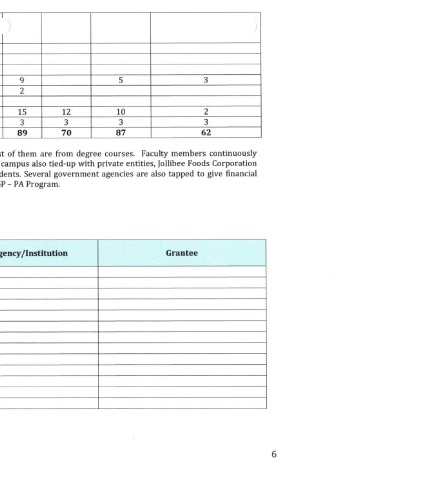 9 5 3
2
15 12 10 2
3 3 3 3
89 70 87 62
st of them are from degree courses. Faculty members continuously
campus also tied-up with private entities, Jollibee Foods Corporation
dents. Several government agencies are also tapped to give financial
GP – PA Program.
gency/Institution Grantee
6